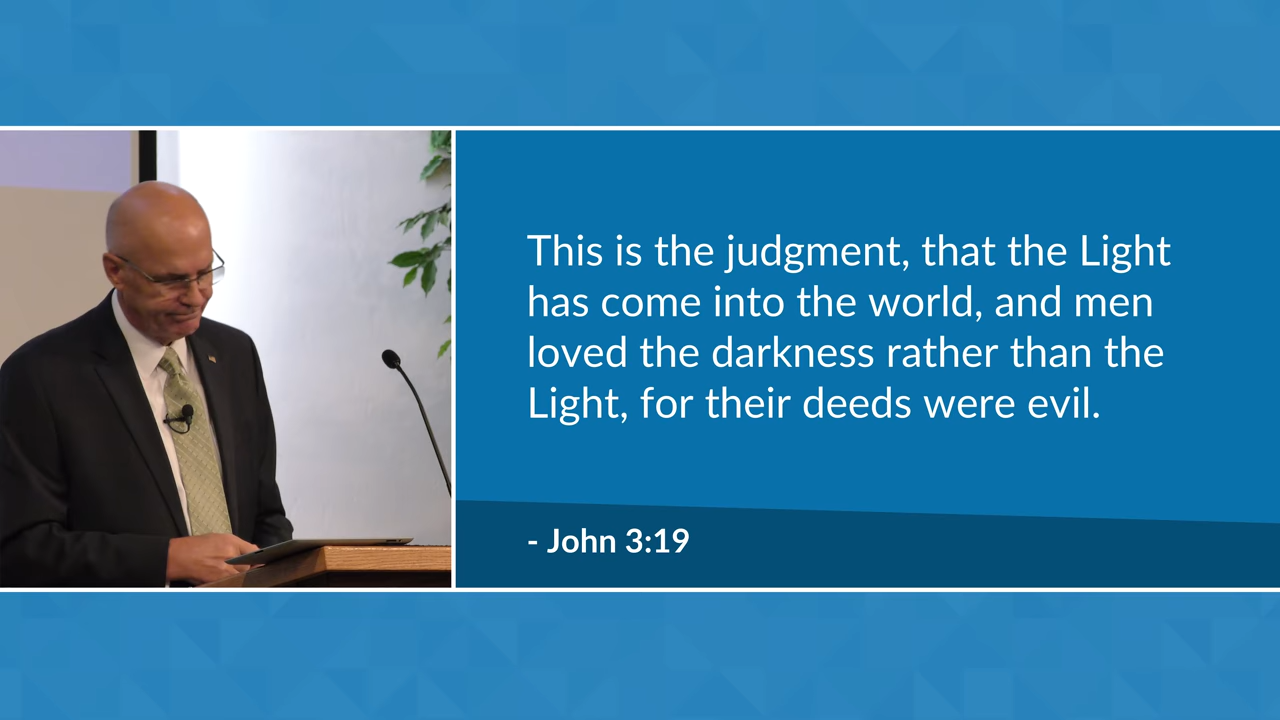 This is the judgment, that the Light
has come into the world, and men
loved the darkness rather than the
Light, for their deeds were evil.
- John 3:19